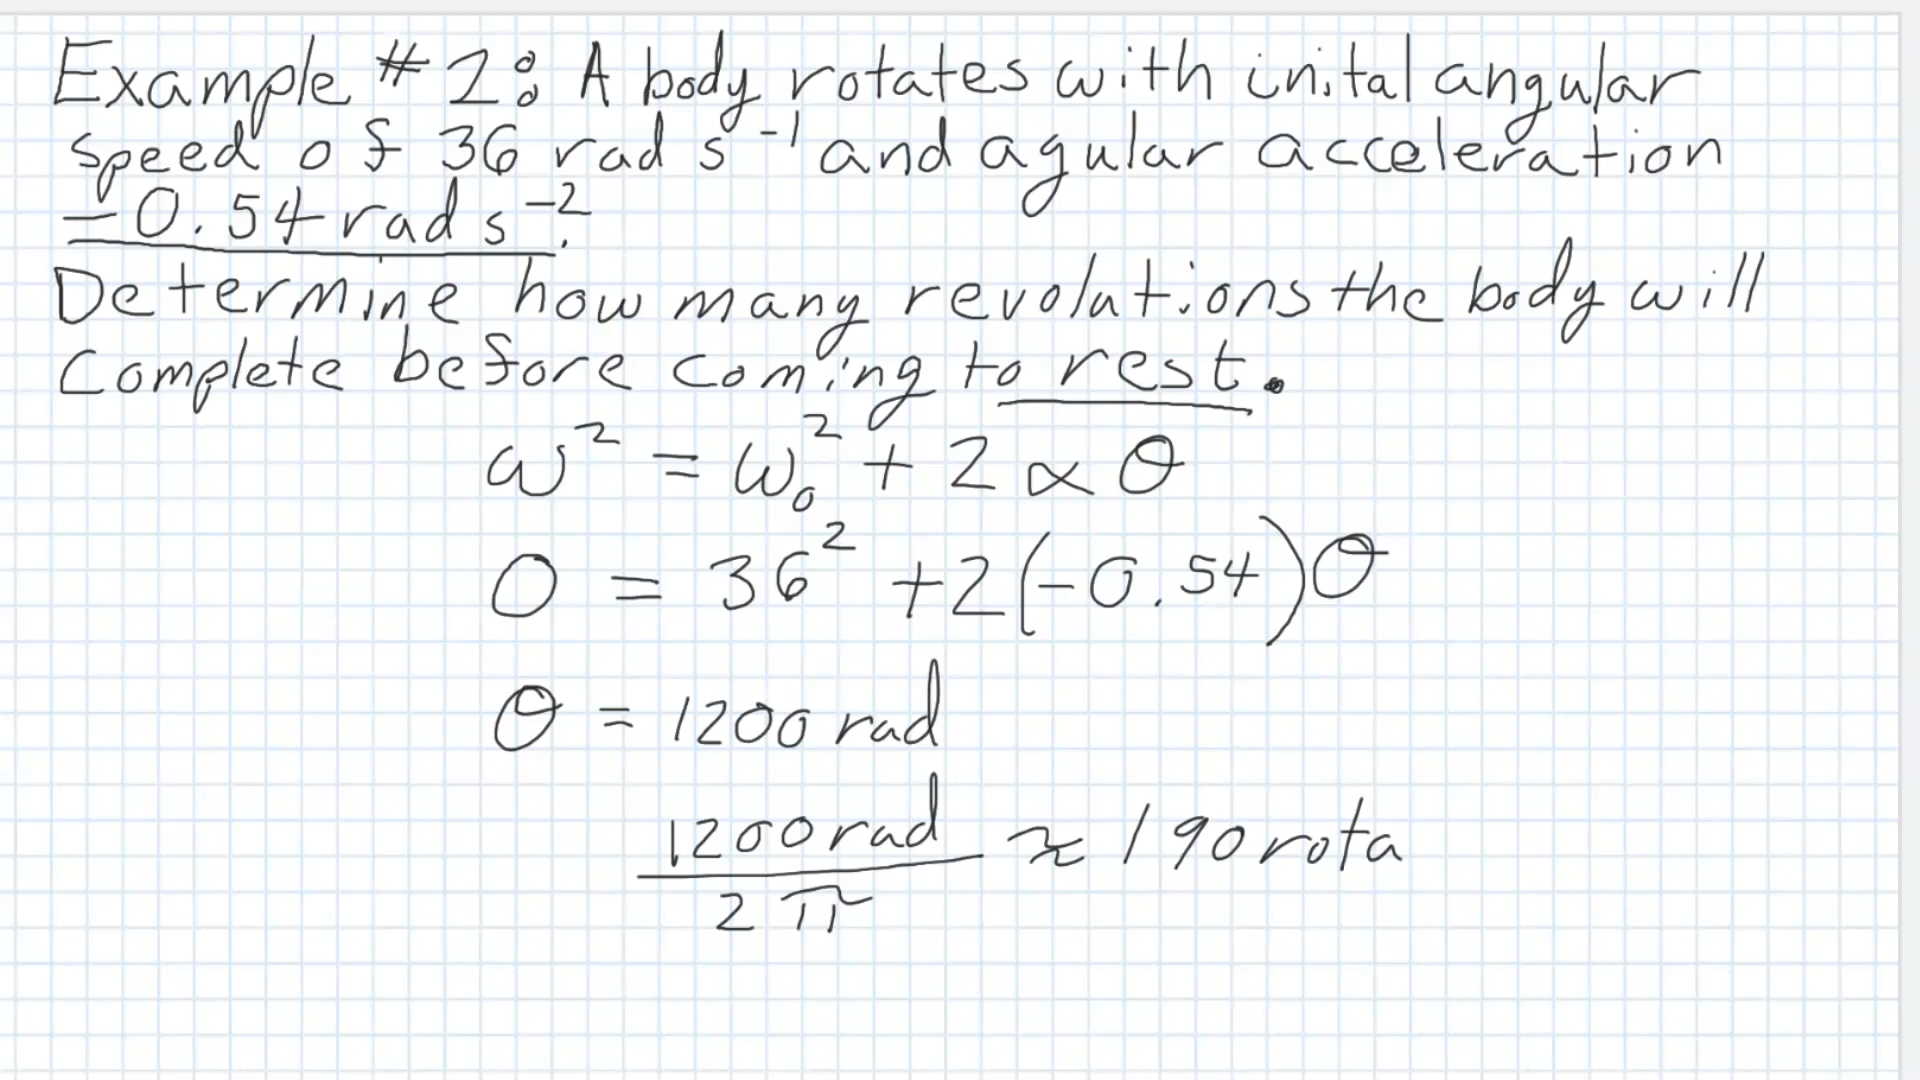 Example # 2: A body rotates with inital angular
speed of 36 rad s⁻¹ and agular acceleration
-0.54 rad s⁻².
Determine how many revolutions the body will
Complete before coming to rest.
ω² = ω₀² + 2 α θ
0 = 36² + 2(-0.54)θ
θ = 1200 rad
1200 rad / 2π ≈ 190 rota